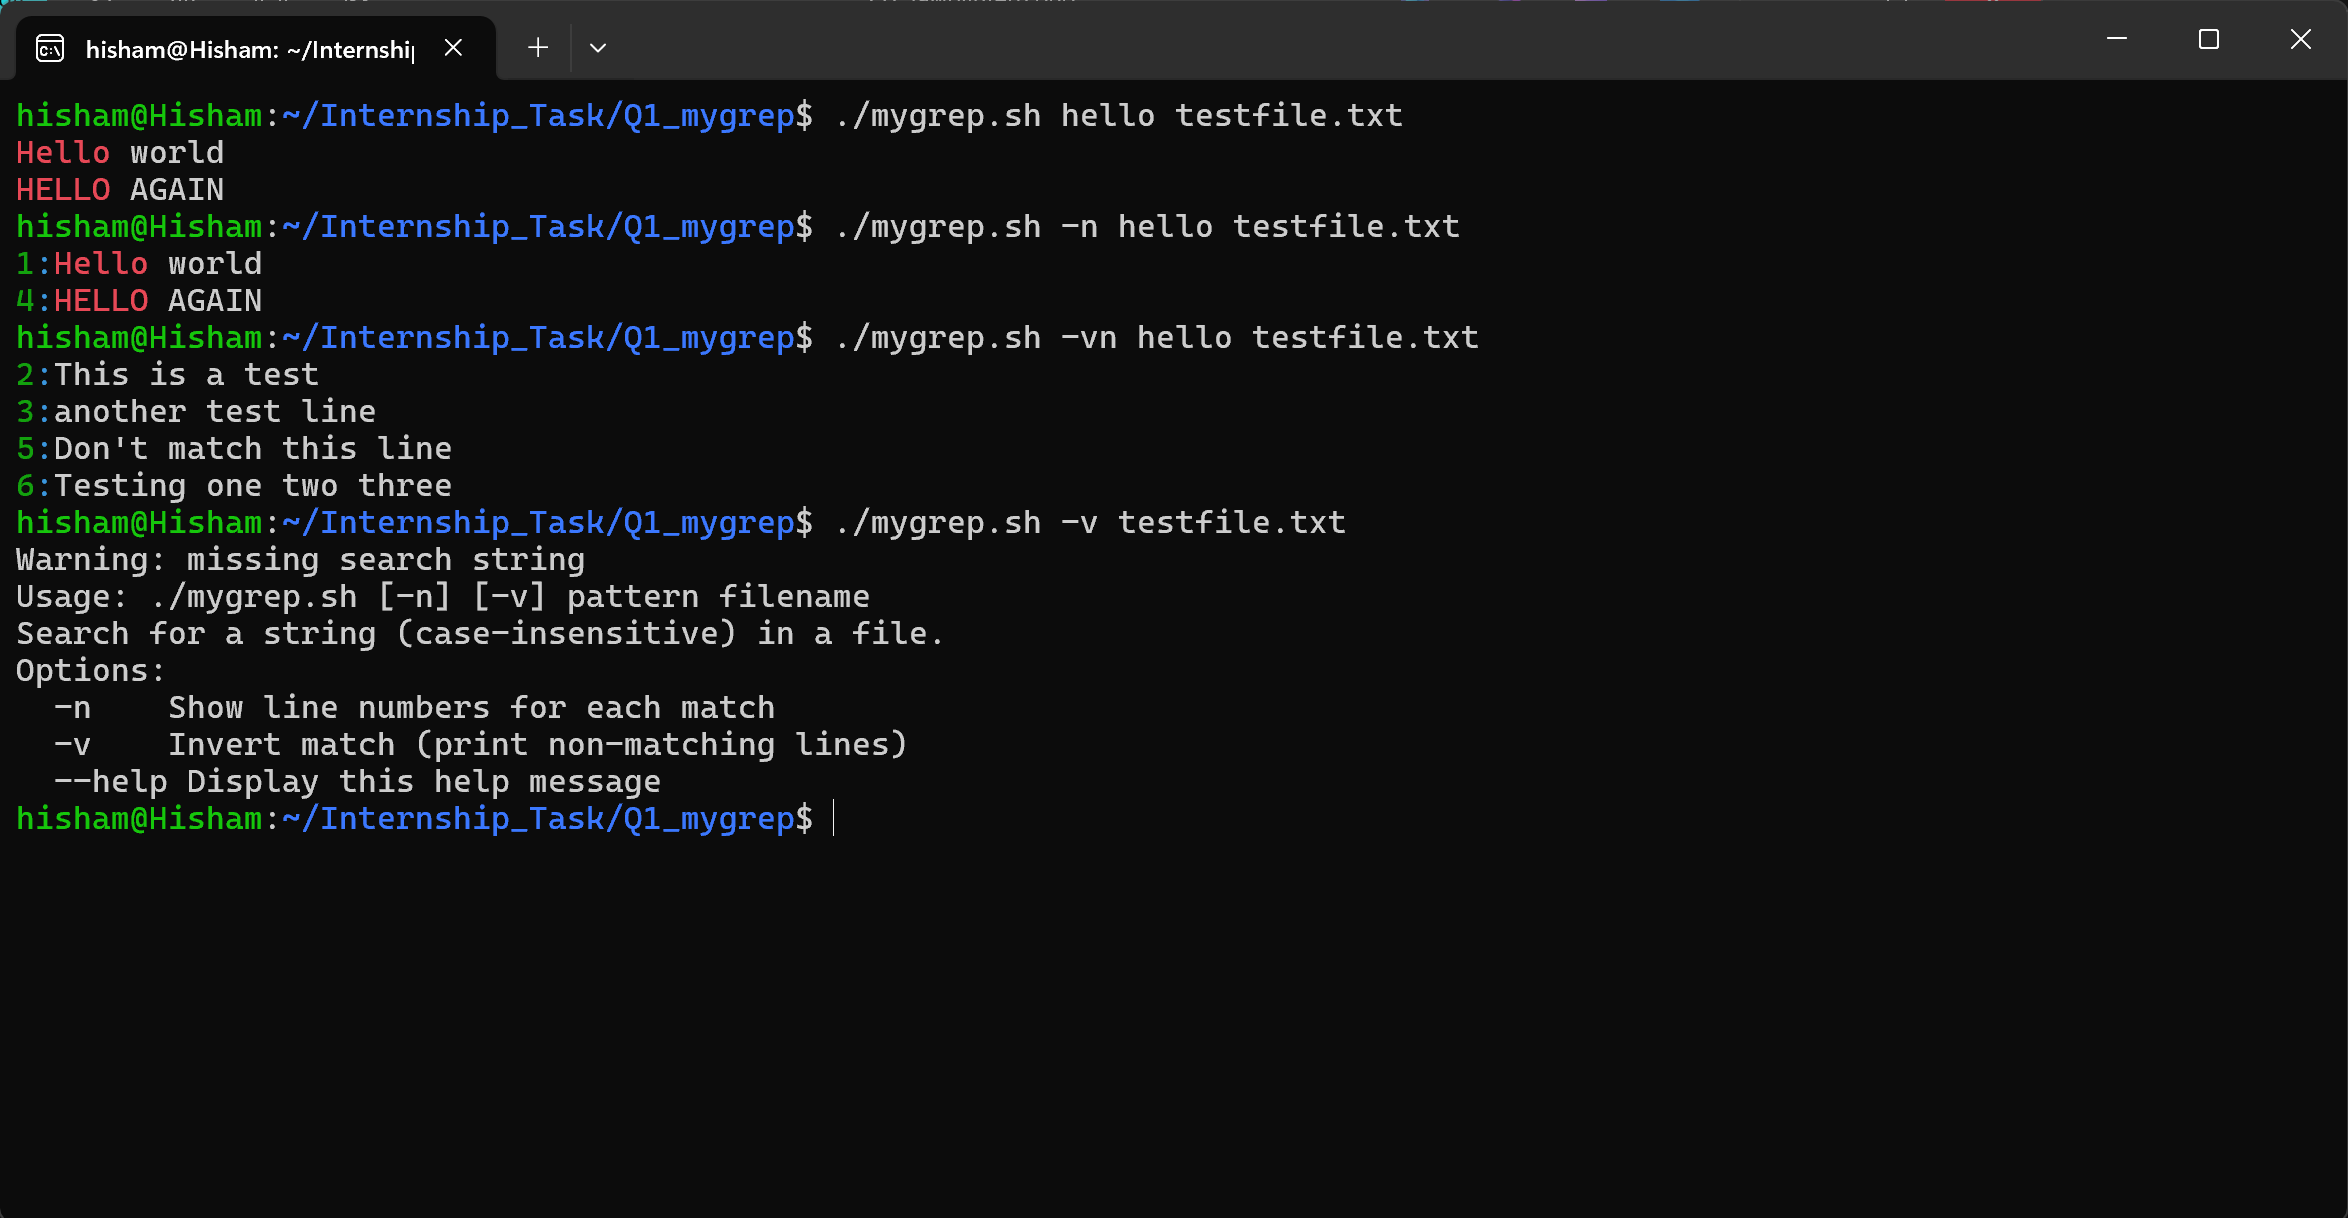 hisham@Hisham: ~/Internship
hisham@Hisham:~/Internship_Task/Q1_mygrep$ ./mygrep.sh hello testfile.txt
Hello world
HELLO AGAIN
hisham@Hisham:~/Internship_Task/Q1_mygrep$ ./mygrep.sh -n hello testfile.txt
1:Hello world
4:HELLO AGAIN
hisham@Hisham:~/Internship_Task/Q1_mygrep$ ./mygrep.sh -vn hello testfile.txt
2:This is a test
3:another test line
5:Don't match this line
6:Testing one two three
hisham@Hisham:~/Internship_Task/Q1_mygrep$ ./mygrep.sh -v testfile.txt
Warning: missing search string
Usage: ./mygrep.sh [-n] [-v] pattern filename
Search for a string (case-insensitive) in a file.
Options:
  -n    Show line numbers for each match
  -v    Invert match (print non-matching lines)
  --help Display this help message
hisham@Hisham:~/Internship_Task/Q1_mygrep$